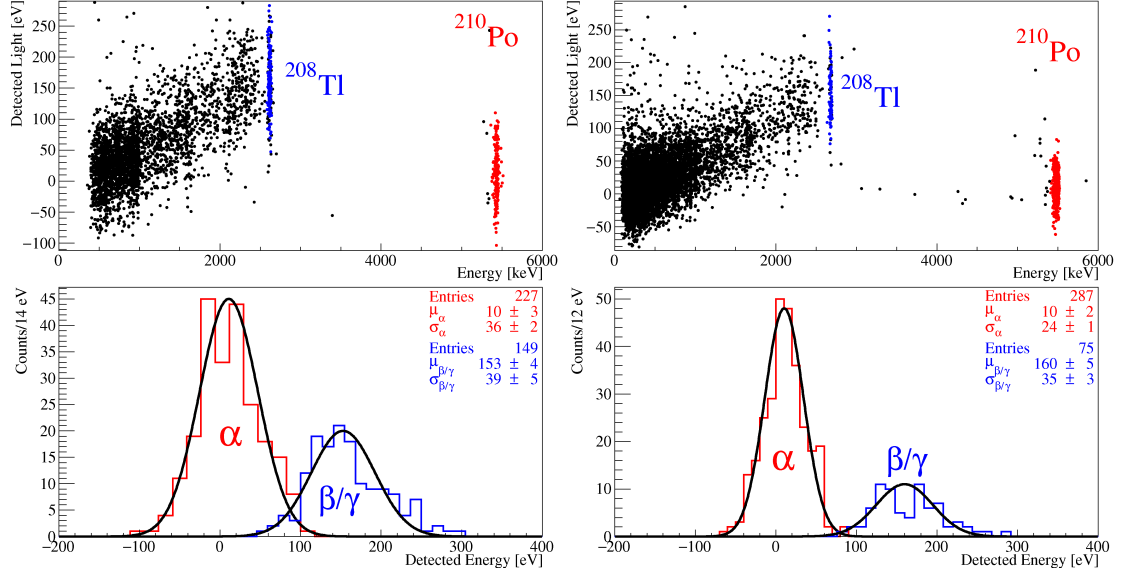 Detected Light [eV]
250
200
150
100
50
0
−50
−100
²¹⁰Po
²⁰⁸Tl
0 2000 4000 6000
Energy [keV]
Detected Light [eV]
250
200
150
100
50
0
−50
²¹⁰Po
²⁰⁸Tl
0 2000 4000 6000
Energy [keV]
Counts/14 eV
45
40
35
30
25
20
15
10
5
0
Entries 227
μα 10 ± 3
σα 36 ± 2
Entries 149
μβ/γ 153 ± 4
σβ/γ 39 ± 5
α
β/γ
−200 −100 0 100 200 300 400
Detected Energy [eV]
Counts/12 eV
50
40
30
20
10
0
Entries 287
μα 10 ± 2
σα 24 ± 1
Entries 75
μβ/γ 160 ± 5
σβ/γ 35 ± 3
α
β/γ
−200 −100 0 100 200 300 400
Detected Energy [eV]